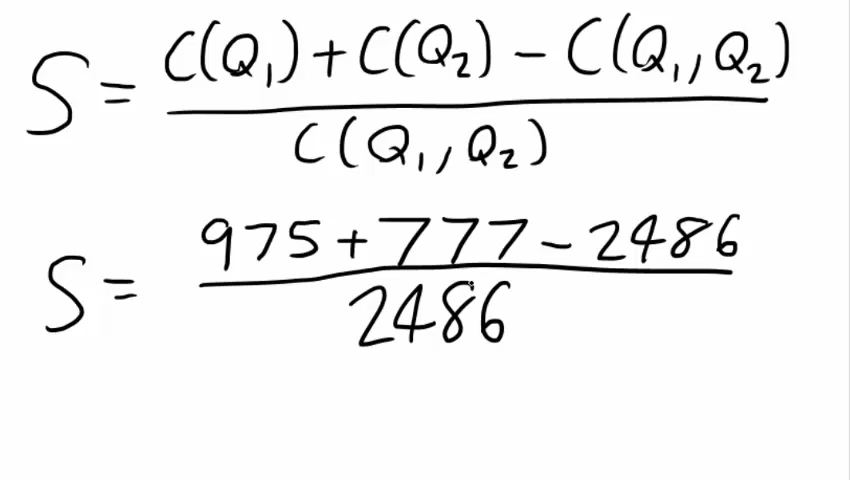 S = C(Q₁) + C(Q₂) − C(Q₁, Q₂)
C(Q₁, Q₂)
S = 975 + 777 − 2486
2486